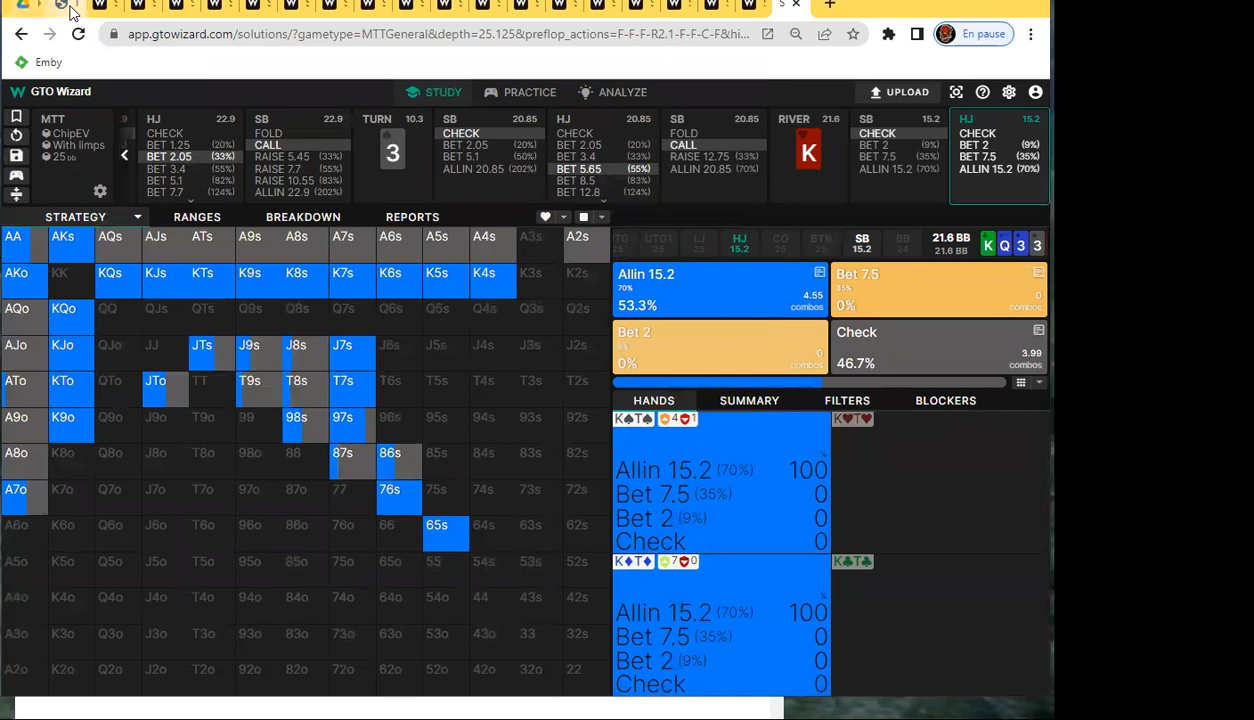 app.gtowizard.com/solutions/?gametype=MTTGeneral&depth=25.125&preflop_actions=F-F-F-R2.1-F-F-C-F&hi...
En pause
Emby
W GTO Wizard
STUDY
PRACTICE
ANALYZE
UPLOAD
MTT
ChipEV
With limps
25 bb
HJ 22.9
CHECK
BET 1.25 (20%)
BET 2.05 (33%)
BET 3.4 (55%)
BET 5.1 (82%)
BET 7.7 (124%)
SB 22.9
FOLD
CALL
RAISE 5.45 (33%)
RAISE 7.7 (55%)
RAISE 10.55 (83%)
ALLIN 22.9 (202%)
TURN 10.3
3
SB 20.85
CHECK
BET 2.05 (20%)
BET 5.1 (50%)
ALLIN 20.85 (202%)
HJ 20.85
CHECK
BET 2.05 (20%)
BET 3.4 (33%)
BET 5.65 (55%)
BET 8.5 (83%)
BET 12.8 (124%)
SB 20.85
FOLD
CALL
RAISE 12.75 (33%)
ALLIN 20.85 (70%)
RIVER 21.6
K
SB 15.2
CHECK
BET 2 (9%)
BET 7.5 (35%)
ALLIN 15.2 (70%)
HJ 15.2
CHECK
BET 2 (9%)
BET 7.5 (35%)
ALLIN 15.2 (70%)
STRATEGY
RANGES
BREAKDOWN
REPORTS
AA AKs AQs AJs ATs A9s A8s A7s A6s A5s A4s A3s A2s
AKo KK KQs KJs KTs K9s K8s K7s K6s K5s K4s K3s K2s
AQo KQo QQ QJs QTs Q9s Q8s Q7s Q6s Q5s Q4s Q3s Q2s
AJo KJo QJo JJ JTs J9s J8s J7s J6s J5s J4s J3s J2s
ATo KTo QTo JTo TT T9s T8s T7s T6s T5s T4s T3s T2s
A9o K9o Q9o J9o T9o 99 98s 97s 96s 95s 94s 93s 92s
A8o K8o Q8o J8o T8o 98o 88 87s 86s 85s 84s 83s 82s
A7o K7o Q7o J7o T7o 97o 87o 77 76s 75s 74s 73s 72s
A6o K6o Q6o J6o T6o 96o 86o 76o 66 65s 64s 63s 62s
A5o K5o Q5o J5o T5o 95o 85o 75o 65o 55 54s 53s 52s
A4o K4o Q4o J4o T4o 94o 84o 74o 64o 54o 44 43s 42s
A3o K3o Q3o J3o T3o 93o 83o 73o 63o 53o 43o 33 32s
A2o K2o Q2o J2o T2o 92o 82o 72o 62o 52o 42o 32o 22
UTG1 25
LJ 25
HJ 15.2
CO 25
BTN 25
SB 15.2
BB 24
21.6 BB
21.6 BB
K Q 3 3
Allin 15.2
70%
53.3%
4.55
combos
Bet 7.5
35%
0%
0
combos
Bet 2
9%
0%
0
combos
Check
46.7%
3.99
combos
HANDS
SUMMARY
FILTERS
BLOCKERS
K♠T♠ 4 1
Allin 15.2 (70%) 100
Bet 7.5 (35%) 0
Bet 2 (9%) 0
Check 0
K♥T♥
K♦T♦ 7 0
Allin 15.2 (70%) 100
Bet 7.5 (35%) 0
Bet 2 (9%) 0
Check 0
K♣T♣